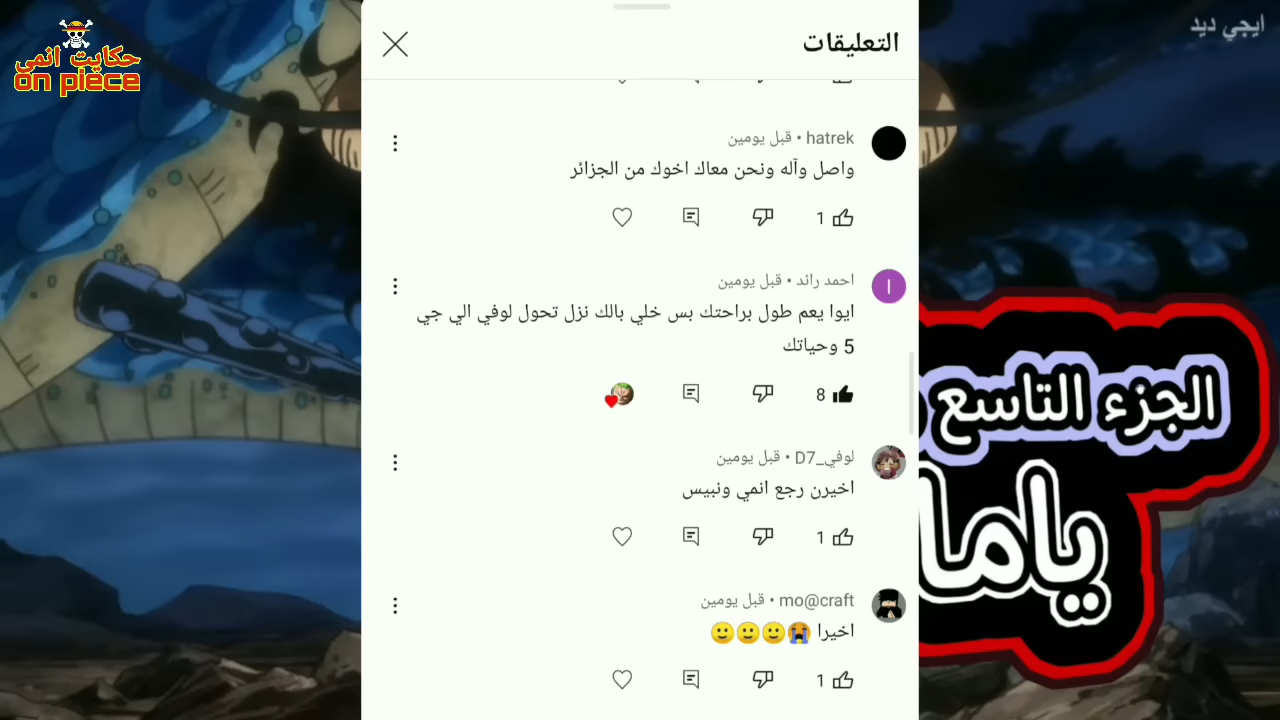 حكايت انمي
on piece
ايجي ديد
التعليقات
hatrek • قبل يومين
واصل وآله ونحن معاك اخوك من الجزائر
1
احمد رائد • قبل يومين
ايوا يعم طول براحتك بس خلي بالك نزل تحول لوفي الي جي
5 وحياتك
8
لوفي_D7 • قبل يومين
اخيرن رجع انمي ونبيس
1
mo@craft • قبل يومين
اخيرا 😭🙂🙂🙂
1
الجزء التاسع
ياما